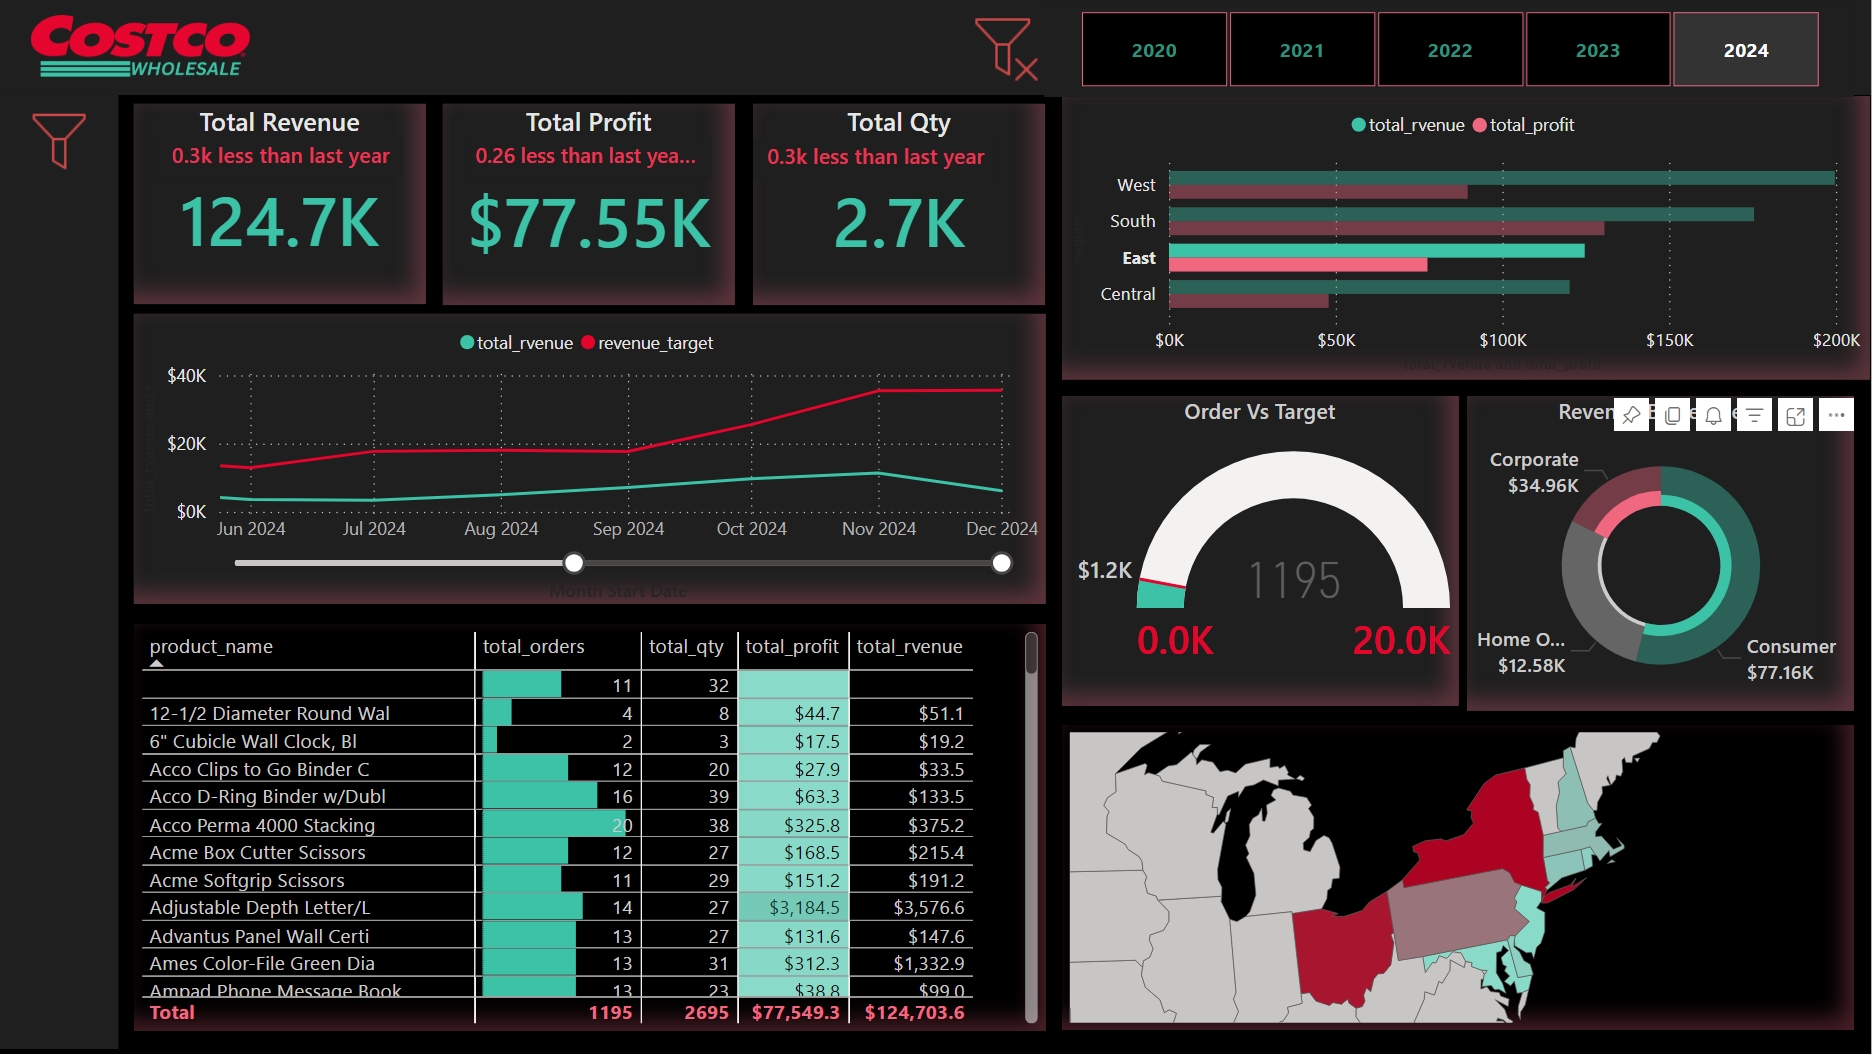 COSTCO
WHOLESALE
2020
2021
2022
2023
2024
Total Revenue
0.3k less than last year
124.7K
Total Profit
0.26 less than last yea...
$77.55K
Total Qty
0.3k less than last year
2.7K
total_rvenue total_profit
West
South
East
Central
$0K $50K $100K $150K $200K
total_rvenue and total_profit
total_rvenue revenue_target
$40K
$20K
$0K
Jun 2024 Jul 2024 Aug 2024 Sep 2024 Oct 2024 Nov 2024 Dec 2024
Month Start Date
Order Vs Target
$1.2K
1195
0.0K 20.0K
Corporate
$34.96K
Home O...
$12.58K
Consumer
$77.16K
product_name total_orders total_qty total_profit total_rvenue
11 32
12-1/2 Diameter Round Wal 4 8 $44.7 $51.1
6" Cubicle Wall Clock, Bl 2 3 $17.5 $19.2
Acco Clips to Go Binder C 12 20 $27.9 $33.5
Acco D-Ring Binder w/Dubl 16 39 $63.3 $133.5
Acco Perma 4000 Stacking 20 38 $325.8 $375.2
Acme Box Cutter Scissors 12 27 $168.5 $215.4
Acme Softgrip Scissors 11 29 $151.2 $191.2
Adjustable Depth Letter/L 14 27 $3,184.5 $3,576.6
Advantus Panel Wall Certi 13 27 $131.6 $147.6
Ames Color-File Green Dia 13 31 $312.3 $1,332.9
Ampad Phone Message Book 13 23 $38.8 $99.0
Total 1195 2695 $77,549.3 $124,703.6